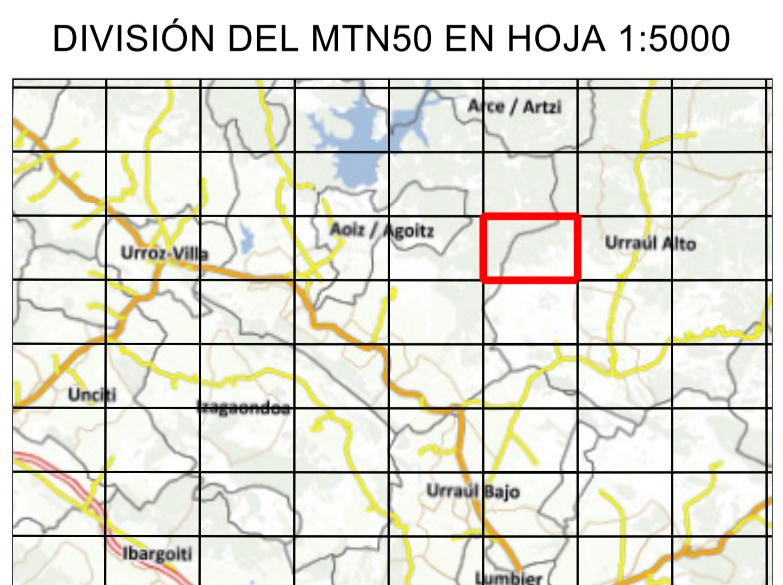 DIVISIÓN DEL MTN50 EN HOJA 1:5000
Arce / Artzi
Aoiz / Agoitz
Urraúl Alto
Urroz-Villa
Unciti
Izagaondoa
Urraúl Bajo
Ibargoiti
Lumbier